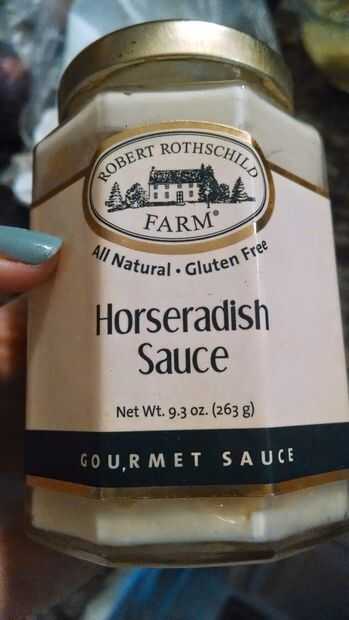 ROBERT ROTHSCHILD
FARM®
All Natural • Gluten Free
Horseradish
Sauce
Net Wt. 9.3 oz. (263 g)
GOURMET SAUCE